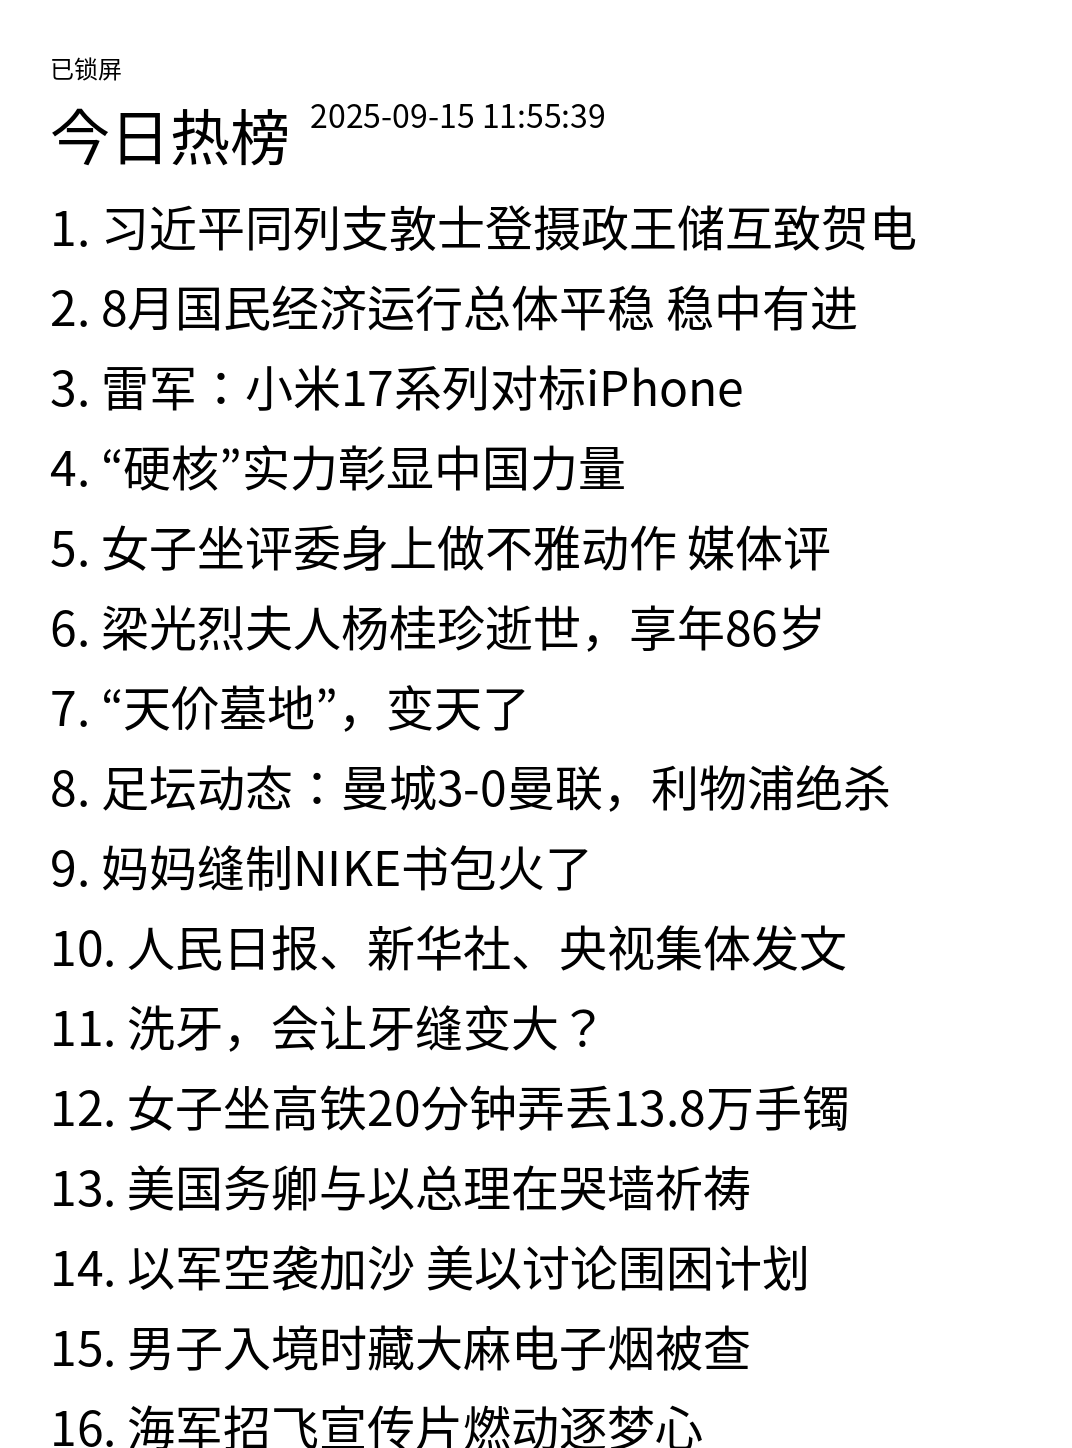 已锁屏
今日热榜 2025-09-15 11:55:39
1. 习近平同列支敦士登摄政王储互致贺电
2. 8月国民经济运行总体平稳 稳中有进
3. 雷军：小米17系列对标iPhone
4. “硬核”实力彰显中国力量
5. 女子坐评委身上做不雅动作 媒体评
6. 梁光烈夫人杨桂珍逝世，享年86岁
7. “天价墓地”，变天了
8. 足坛动态：曼城3-0曼联，利物浦绝杀
9. 妈妈缝制NIKE书包火了
10. 人民日报、新华社、央视集体发文
11. 洗牙，会让牙缝变大？
12. 女子坐高铁20分钟弄丢13.8万手镯
13. 美国务卿与以总理在哭墙祈祷
14. 以军空袭加沙 美以讨论围困计划
15. 男子入境时藏大麻电子烟被查
16. 海军招飞宣传片燃动逐梦心